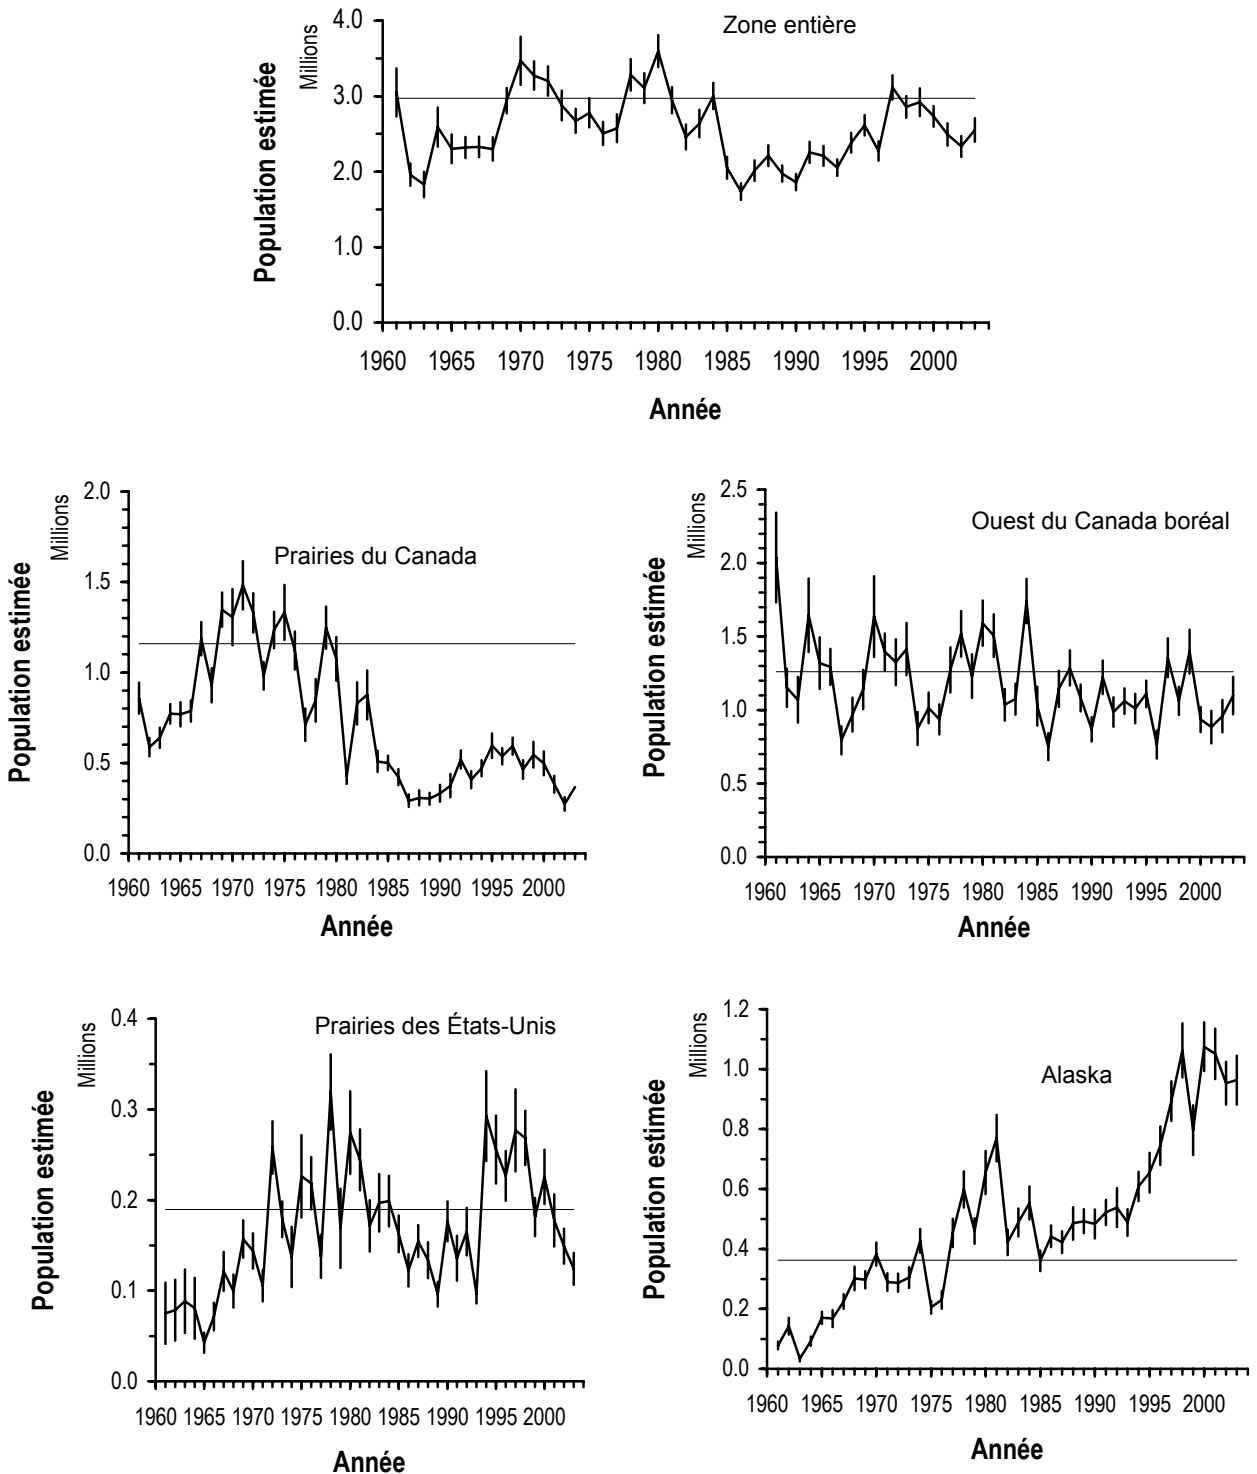 Zone entière
Population estimée
Millions
4.0
3.0
2.0
1.0
0.0
1960 1965 1970 1975 1980 1985 1990 1995 2000
Année
Prairies du Canada
Population estimée
Millions
2.0
1.5
1.0
0.5
0.0
1960 1965 1970 1975 1980 1985 1990 1995 2000
Année
Ouest du Canada boréal
Population estimée
Millions
2.5
2.0
1.5
1.0
0.5
0.0
1960 1965 1970 1975 1980 1985 1990 1995 2000
Année
Prairies des États-Unis
Population estimée
Millions
0.4
0.3
0.2
0.1
0.0
1960 1965 1970 1975 1980 1985 1990 1995 2000
Année
Alaska
Population estimée
Millions
1.2
1.0
0.8
0.6
0.4
0.2
0.0
1960 1965 1970 1975 1980 1985 1990 1995 2000
Année